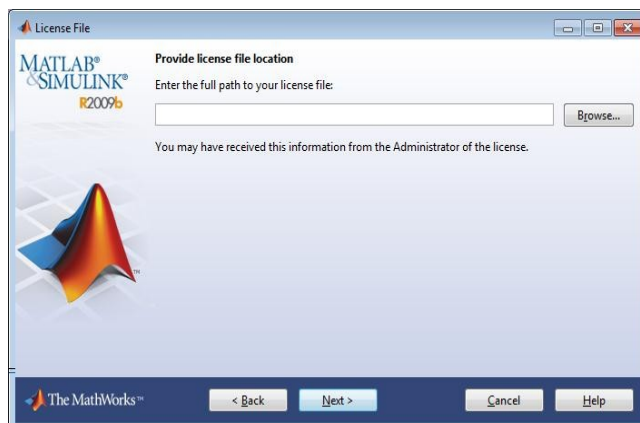 License File
MATLAB®
&SIMULINK®
R2009b
Provide license file location
Enter the full path to your license file:
Browse...
You may have received this information from the Administrator of the license.
TM
The MathWorks™
< Back
Next >
Cancel
Help